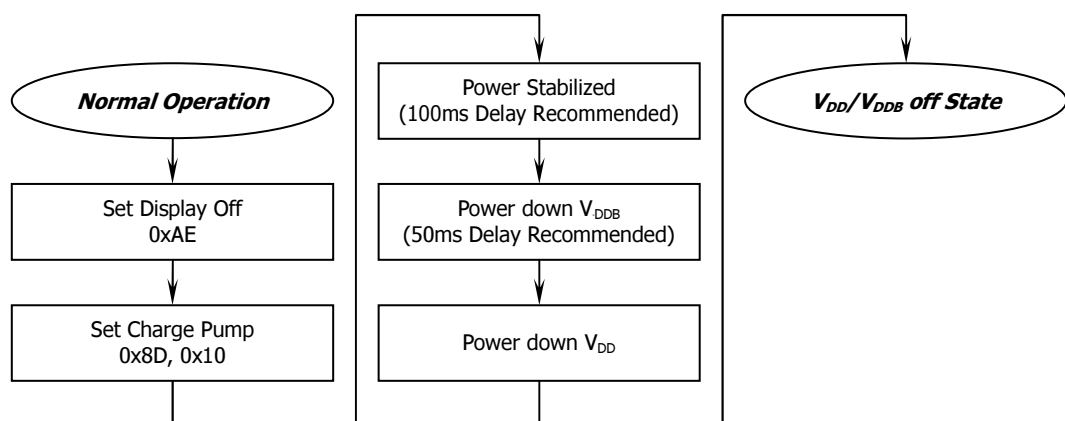 Normal Operation
Set Display Off
0xAE
Set Charge Pump
0x8D, 0x10
Power Stabilized
(100ms Delay Recommended)
Power down VDDB
(50ms Delay Recommended)
Power down VDD
VDD/VDDB off State